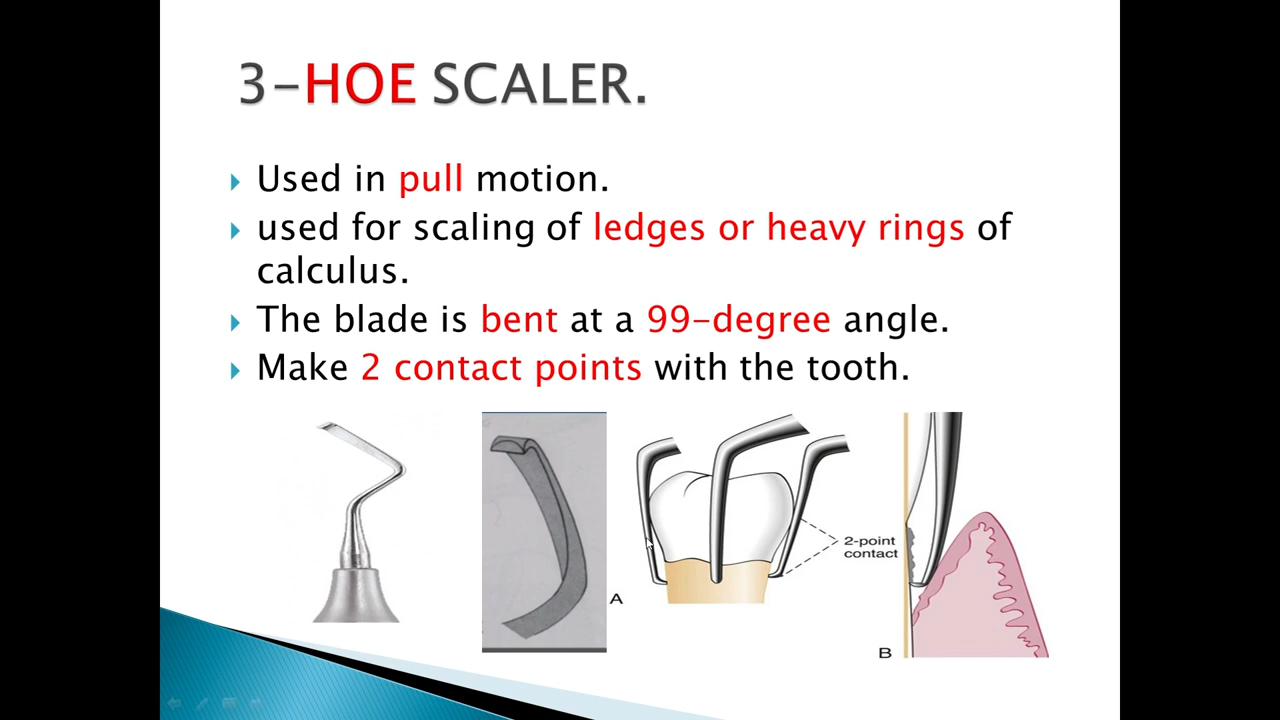 3-HOE SCALER.
Used in pull motion.
used for scaling of ledges or heavy rings of
calculus.
The blade is bent at a 99-degree angle.
Make 2 contact points with the tooth.
2-point
contact
A
B